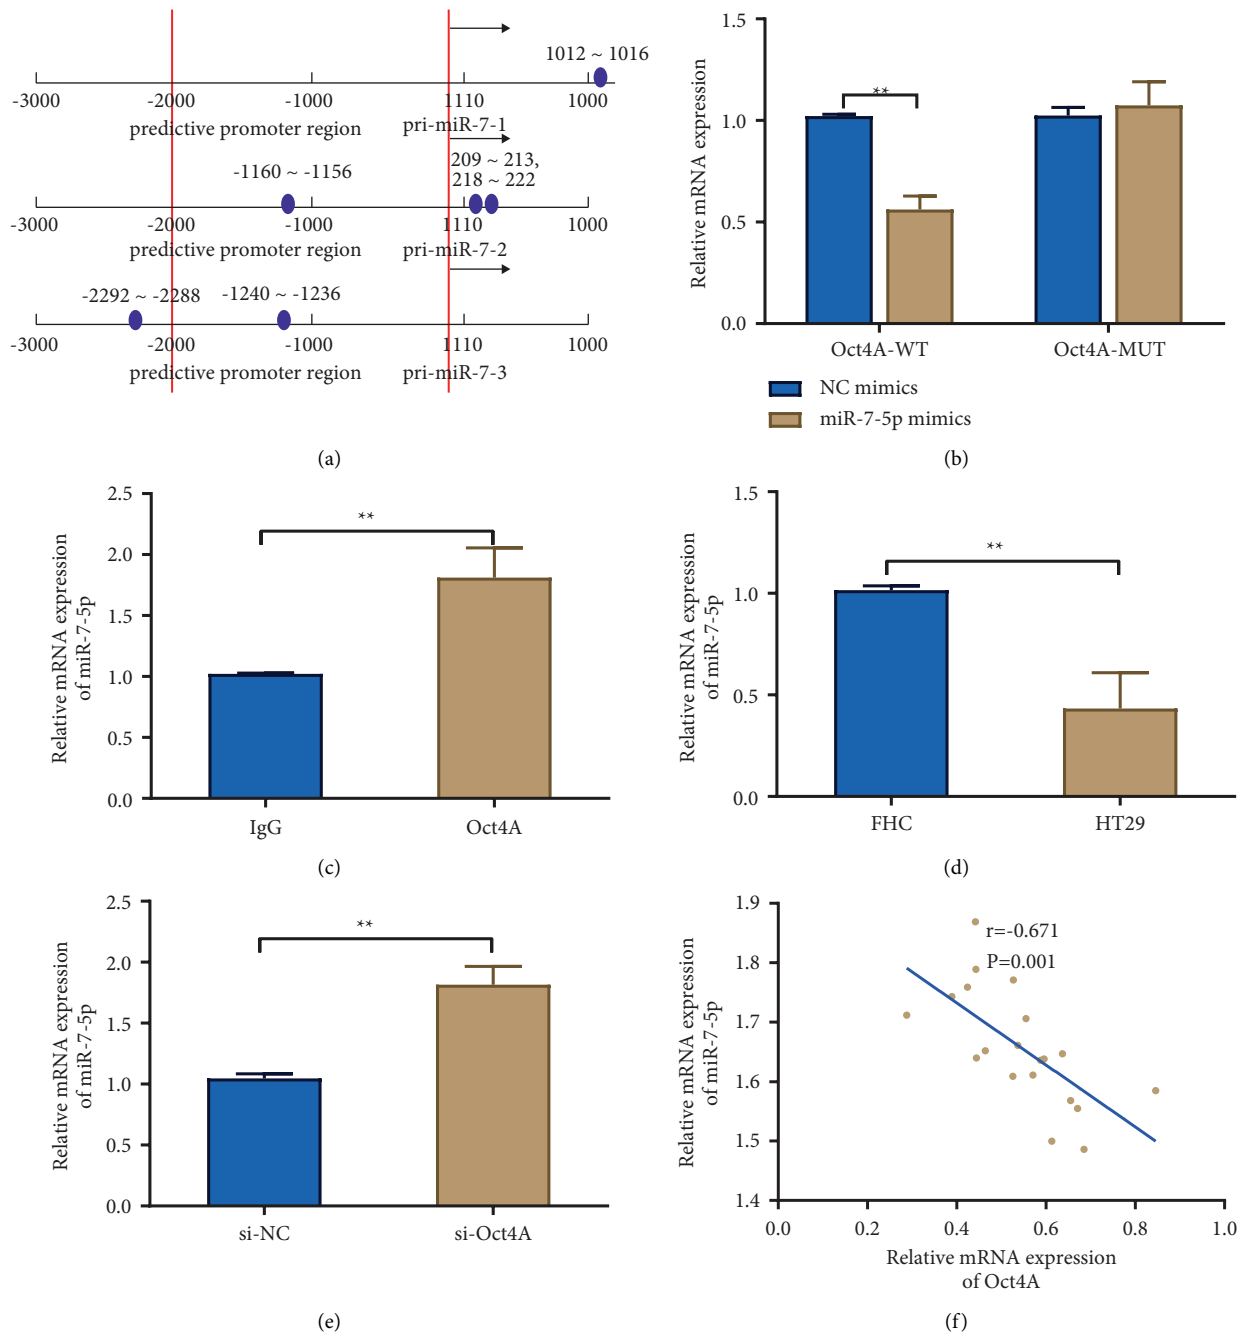 1012 ~ 1016
-3000 -2000 -1000 1110 1000
predictive promoter region pri-miR-7-1
-1160 ~ -1156
209 ~ 213,
218 ~ 222
-3000 -2000 -1000 1110 1000
predictive promoter region pri-miR-7-2
-2292 ~ -2288 -1240 ~ -1236
-3000 -2000 -1000 1110 1000
predictive promoter region pri-miR-7-3
(a)
Relative mRNA expression
1.5
1.0
0.5
0.0
**
Oct4A-WT Oct4A-MUT
NC mimics
miR-7-5p mimics
(b)
Relative mRNA expression
of miR-7-5p
2.5
2.0
1.5
1.0
0.5
0.0
**
IgG Oct4A
(c)
Relative mRNA expression
of miR-7-5p
1.5
1.0
0.5
0.0
**
FHC HT29
(d)
Relative mRNA expression
of miR-7-5p
2.5
2.0
1.5
1.0
0.5
0.0
**
si-NC si-Oct4A
(e)
Relative mRNA expression
of miR-7-5p
1.9
1.8
1.7
1.6
1.5
1.4
r=-0.671
P=0.001
0.0 0.2 0.4 0.6 0.8 1.0
Relative mRNA expression
of Oct4A
(f)